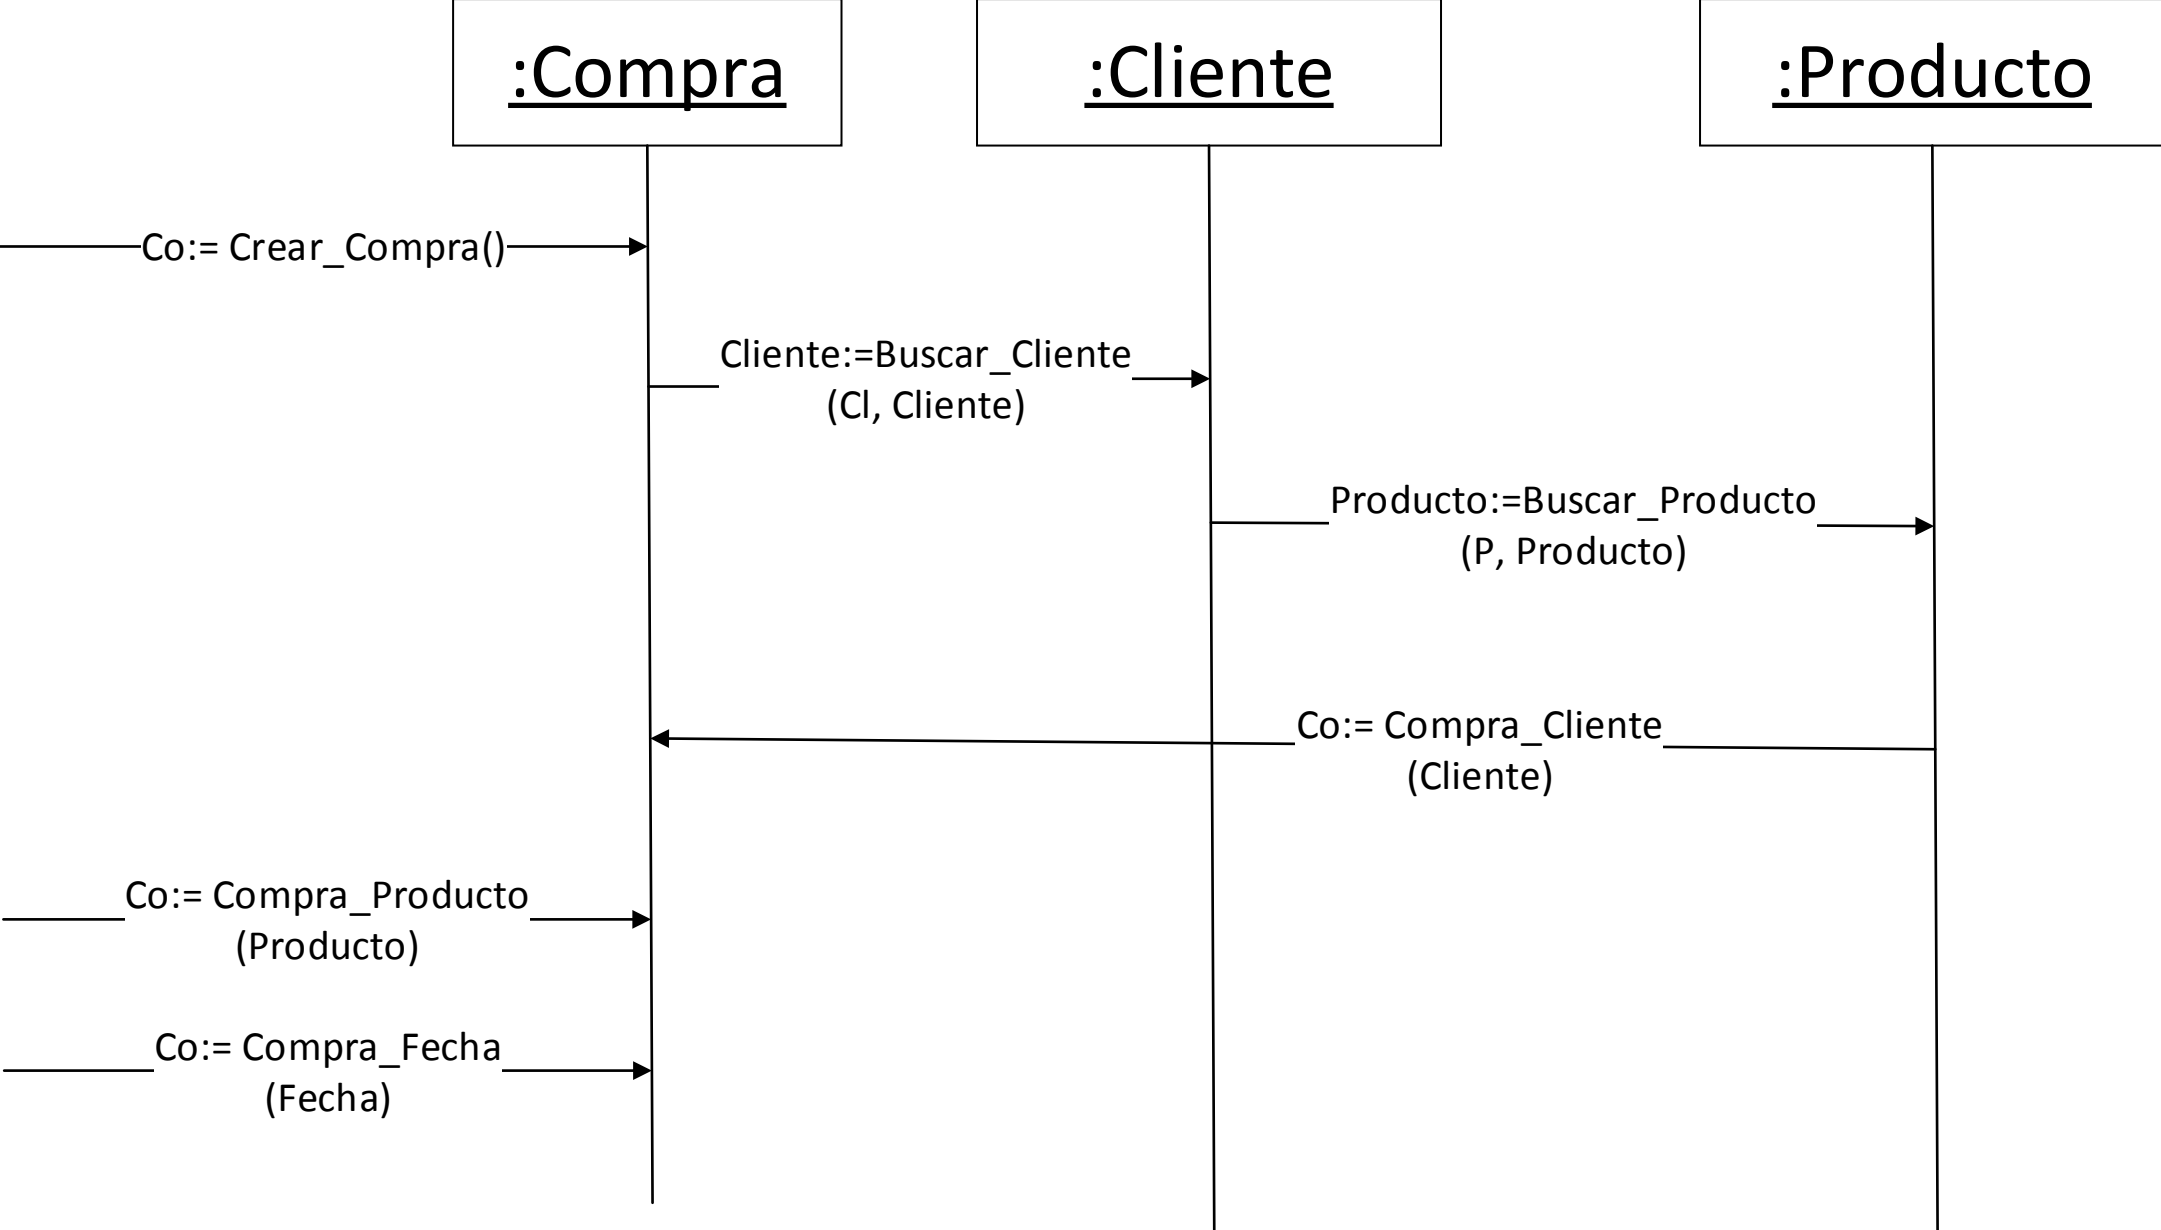 :Compra
:Cliente
:Producto
Co:= Crear_Compra()
Cliente:=Buscar_Cliente
(Cl, Cliente)
Producto:=Buscar_Producto
(P, Producto)
Co:= Compra_Cliente
(Cliente)
Co:= Compra_Producto
(Producto)
Co:= Compra_Fecha
(Fecha)